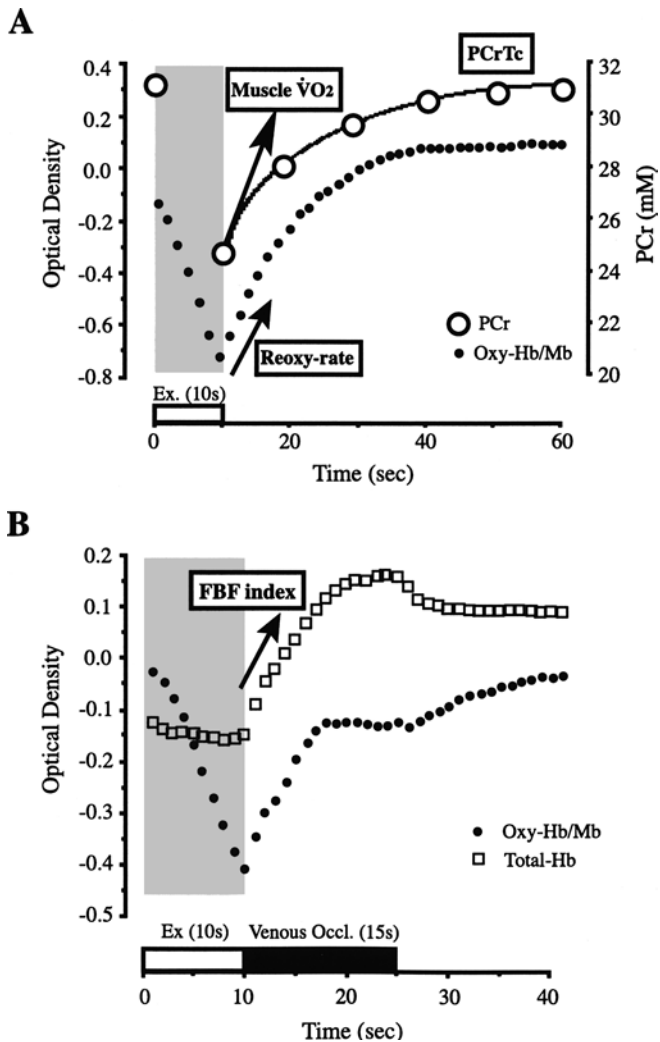 A
PCrTc
Muscle V̇O2
0.4
0.2
0.0
-0.2
-0.4
-0.6
-0.8
Optical Density
32
30
28
26
24
22
20
PCr (mM)
PCr
Oxy-Hb/Mb
Reoxy-rate
Ex. (10s)
0 20 40 60
Time (sec)
B
0.2
0.1
0.0
-0.1
-0.2
-0.3
-0.4
-0.5
Optical Density
FBF index
Oxy-Hb/Mb
Total-Hb
Ex (10s) Venous Occl. (15s)
0 10 20 30 40
Time (sec)